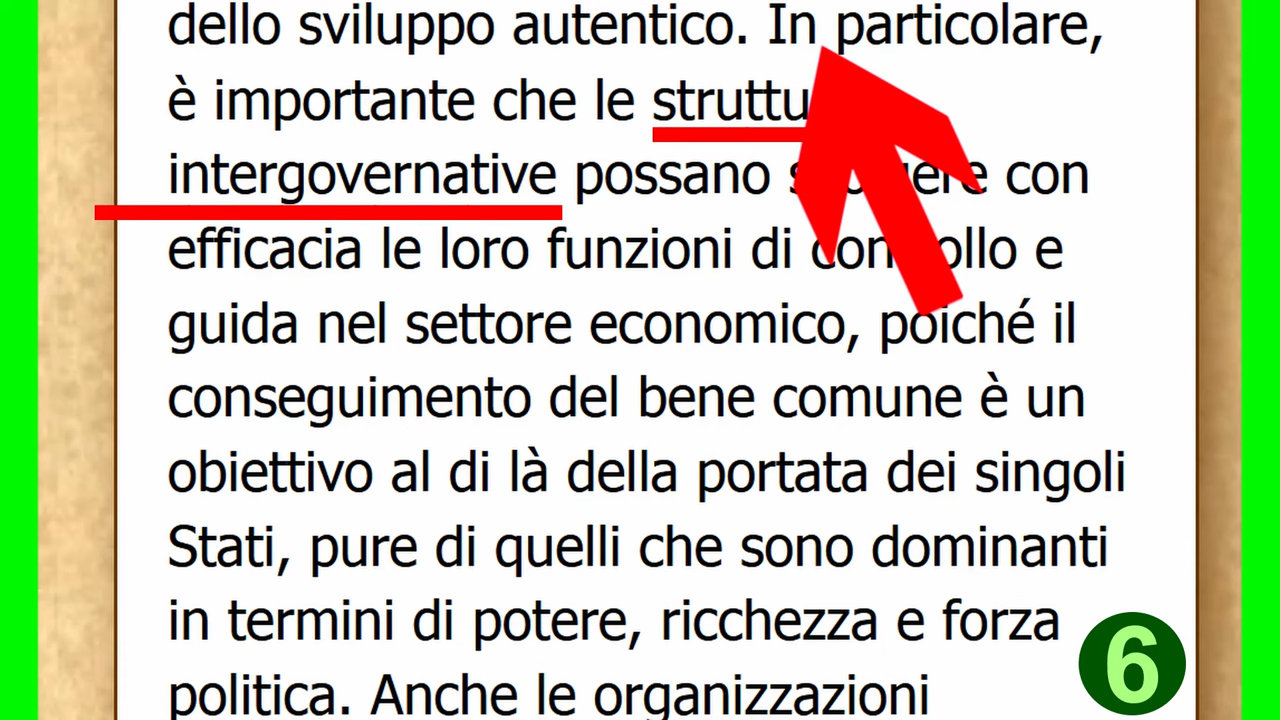 dello sviluppo autentico. In particolare,
è importante che le struttu
intergovernative possano con
efficacia le loro funzioni di controllo e
guida nel settore economico, poiché il
conseguimento del bene comune è un
obiettivo al di là della portata dei singoli
Stati, pure di quelli che sono dominanti
in termini di potere, ricchezza e forza
politica. Anche le organizzazioni
6